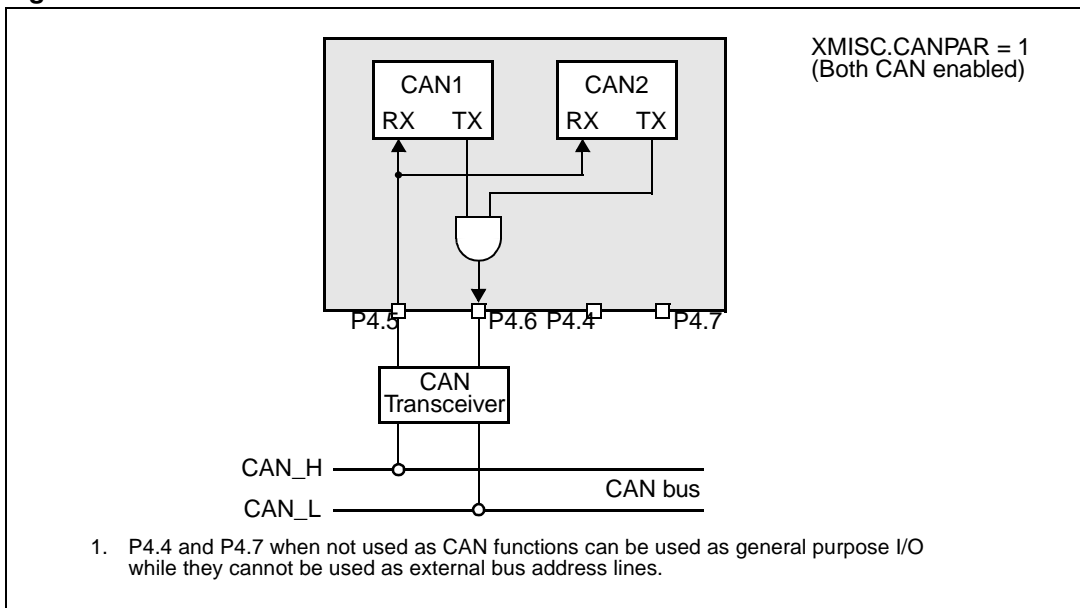 XMISC.CANPAR = 1
(Both CAN enabled)
CAN1
RX TX
CAN2
RX TX
P4.5
P4.6
P4.4
P4.7
CAN
Transceiver
CAN_H
CAN bus
CAN_L
1. P4.4 and P4.7 when not used as CAN functions can be used as general purpose I/O
while they cannot be used as external bus address lines.